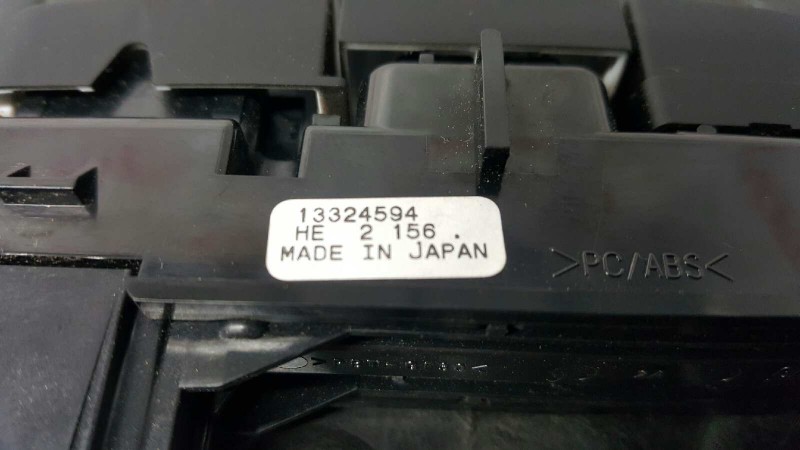 13324594
HE 2 156 .
MADE IN JAPAN
>PC/ABS<